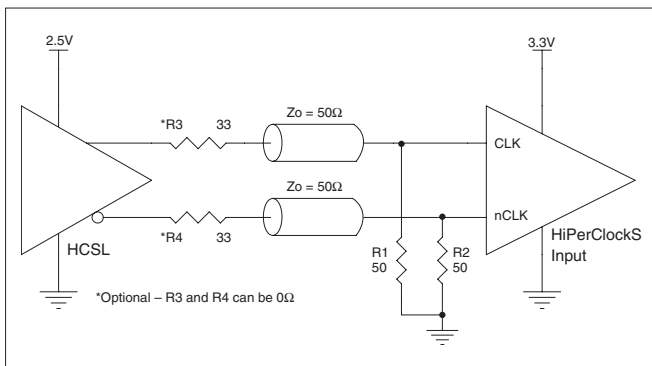 2.5V
3.3V
*R3 33
Zo = 50Ω
CLK
Zo = 50Ω
nCLK
*R4 33
HCSL
R1
50
R2
50
HiPerClockS
Input
*Optional – R3 and R4 can be 0Ω